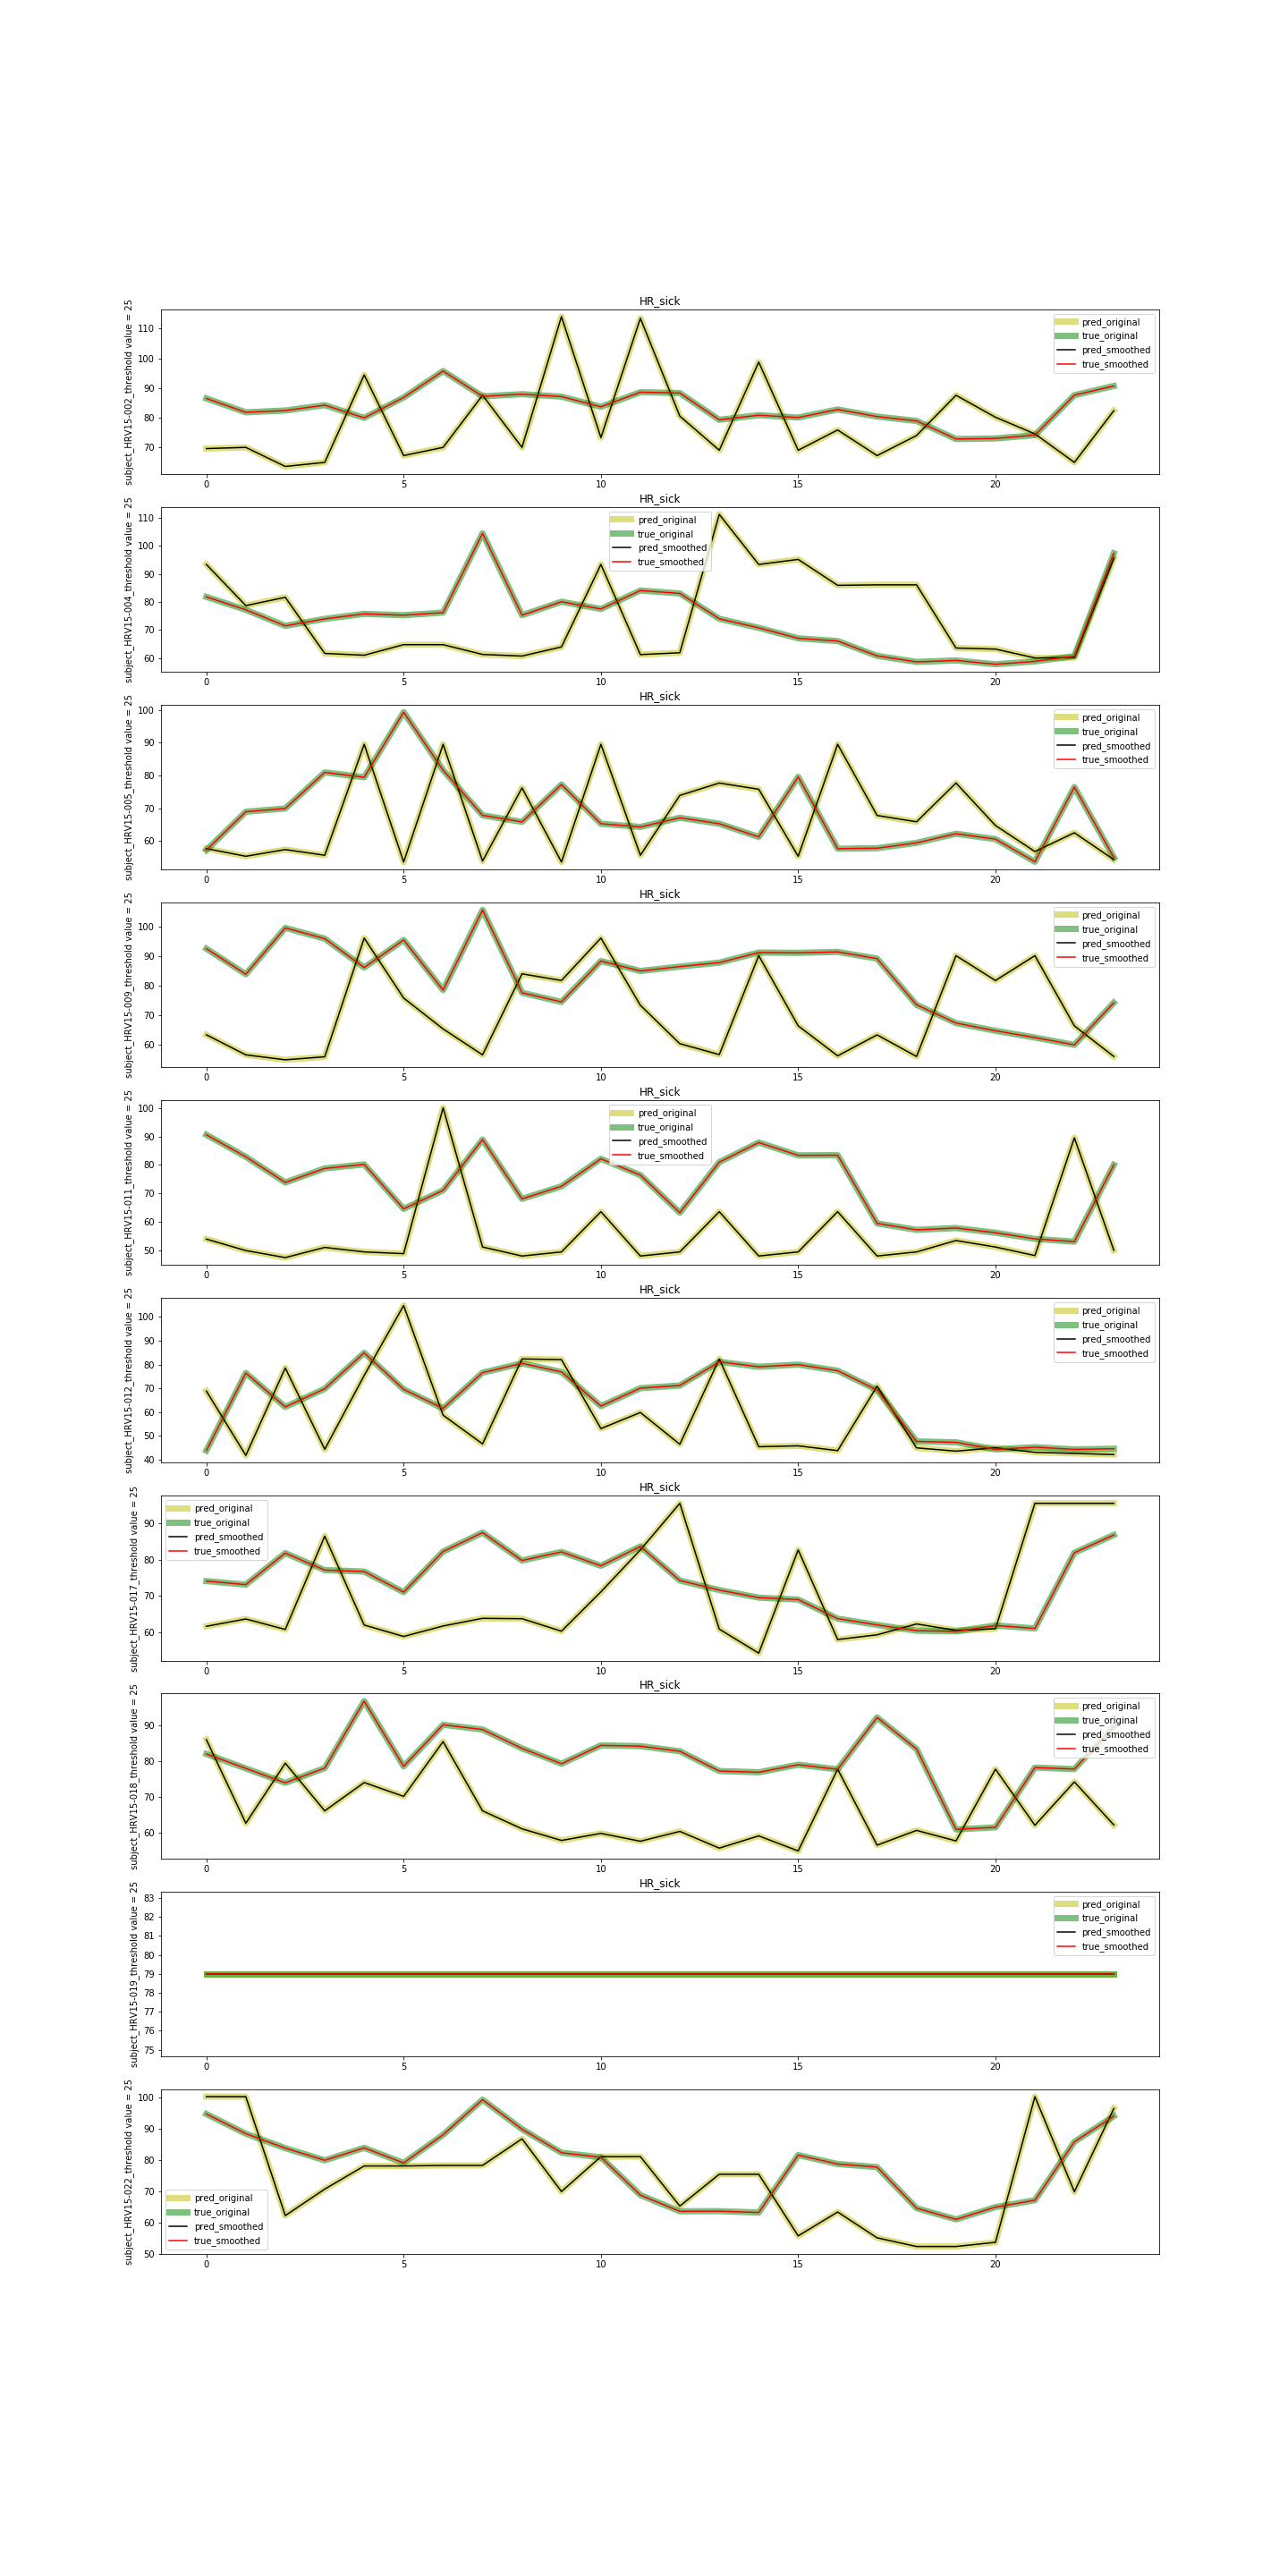 HR_sick
subject_HRV15-002_threshold value = 25
110
100
90
80
70
0 5 10 15 20
pred_original
true_original
pred_smoothed
true_smoothed
HR_sick
subject_HRV15-004_threshold value = 25
110
100
90
80
70
60
0 5 10 15 20
pred_original
true_original
pred_smoothed
true_smoothed
HR_sick
subject_HRV15-005_threshold value = 25
100
90
80
70
60
0 5 10 15 20
pred_original
true_original
pred_smoothed
true_smoothed
HR_sick
subject_HRV15-009_threshold value = 25
100
90
80
70
60
0 5 10 15 20
pred_original
true_original
pred_smoothed
true_smoothed
HR_sick
subject_HRV15-011_threshold value = 25
100
90
80
70
60
50
0 5 10 15 20
pred_original
true_original
pred_smoothed
true_smoothed
HR_sick
subject_HRV15-012_threshold value = 25
100
90
80
70
60
50
40
0 5 10 15 20
pred_original
true_original
pred_smoothed
true_smoothed
HR_sick
subject_HRV15-017_threshold value = 25
90
80
70
60
0 5 10 15 20
pred_original
true_original
pred_smoothed
true_smoothed
HR_sick
subject_HRV15-018_threshold value = 25
90
80
70
60
0 5 10 15 20
pred_original
true_original
pred_smoothed
true_smoothed
HR_sick
subject_HRV15-019_threshold value = 25
83
82
81
80
79
78
77
76
75
0 5 10 15 20
pred_original
true_original
pred_smoothed
true_smoothed
HR_sick
subject_HRV15-022_threshold value = 25
100
90
80
70
60
50
0 5 10 15 20
pred_original
true_original
pred_smoothed
true_smoothed